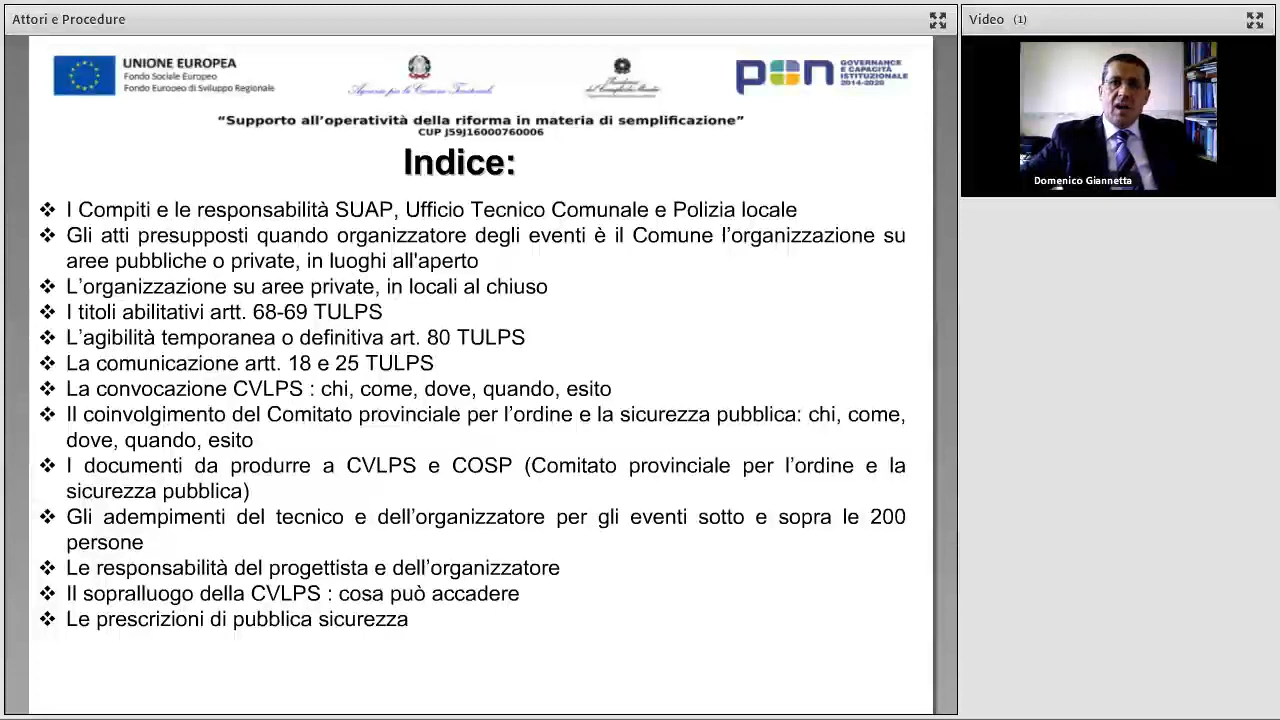 Attori e Procedure
Video (1)
UNIONE EUROPEA
Fondo Sociale Europeo
Fondo Europeo di Sviluppo Regionale
Agenzia per la Coesione Territoriale
pon
GOVERNANCE
E CAPACITÀ
ISTITUZIONALE
2014-2020
“Supporto all’operatività della riforma in materia di semplificazione”
CUP J59J16000760006
Indice:
❖ I Compiti e le responsabilità SUAP, Ufficio Tecnico Comunale e Polizia locale
❖ Gli atti presupposti quando organizzatore degli eventi è il Comune l’organizzazione su
aree pubbliche o private, in luoghi all'aperto
❖ L’organizzazione su aree private, in locali al chiuso
❖ I titoli abilitativi artt. 68-69 TULPS
❖ L’agibilità temporanea o definitiva art. 80 TULPS
❖ La comunicazione artt. 18 e 25 TULPS
❖ La convocazione CVLPS : chi, come, dove, quando, esito
❖ Il coinvolgimento del Comitato provinciale per l’ordine e la sicurezza pubblica: chi, come,
dove, quando, esito
❖ I documenti da produrre a CVLPS e COSP (Comitato provinciale per l’ordine e la
sicurezza pubblica)
❖ Gli adempimenti del tecnico e dell’organizzatore per gli eventi sotto e sopra le 200
persone
❖ Le responsabilità del progettista e dell’organizzatore
❖ Il sopralluogo della CVLPS : cosa può accadere
❖ Le prescrizioni di pubblica sicurezza
Domenico Giannetta